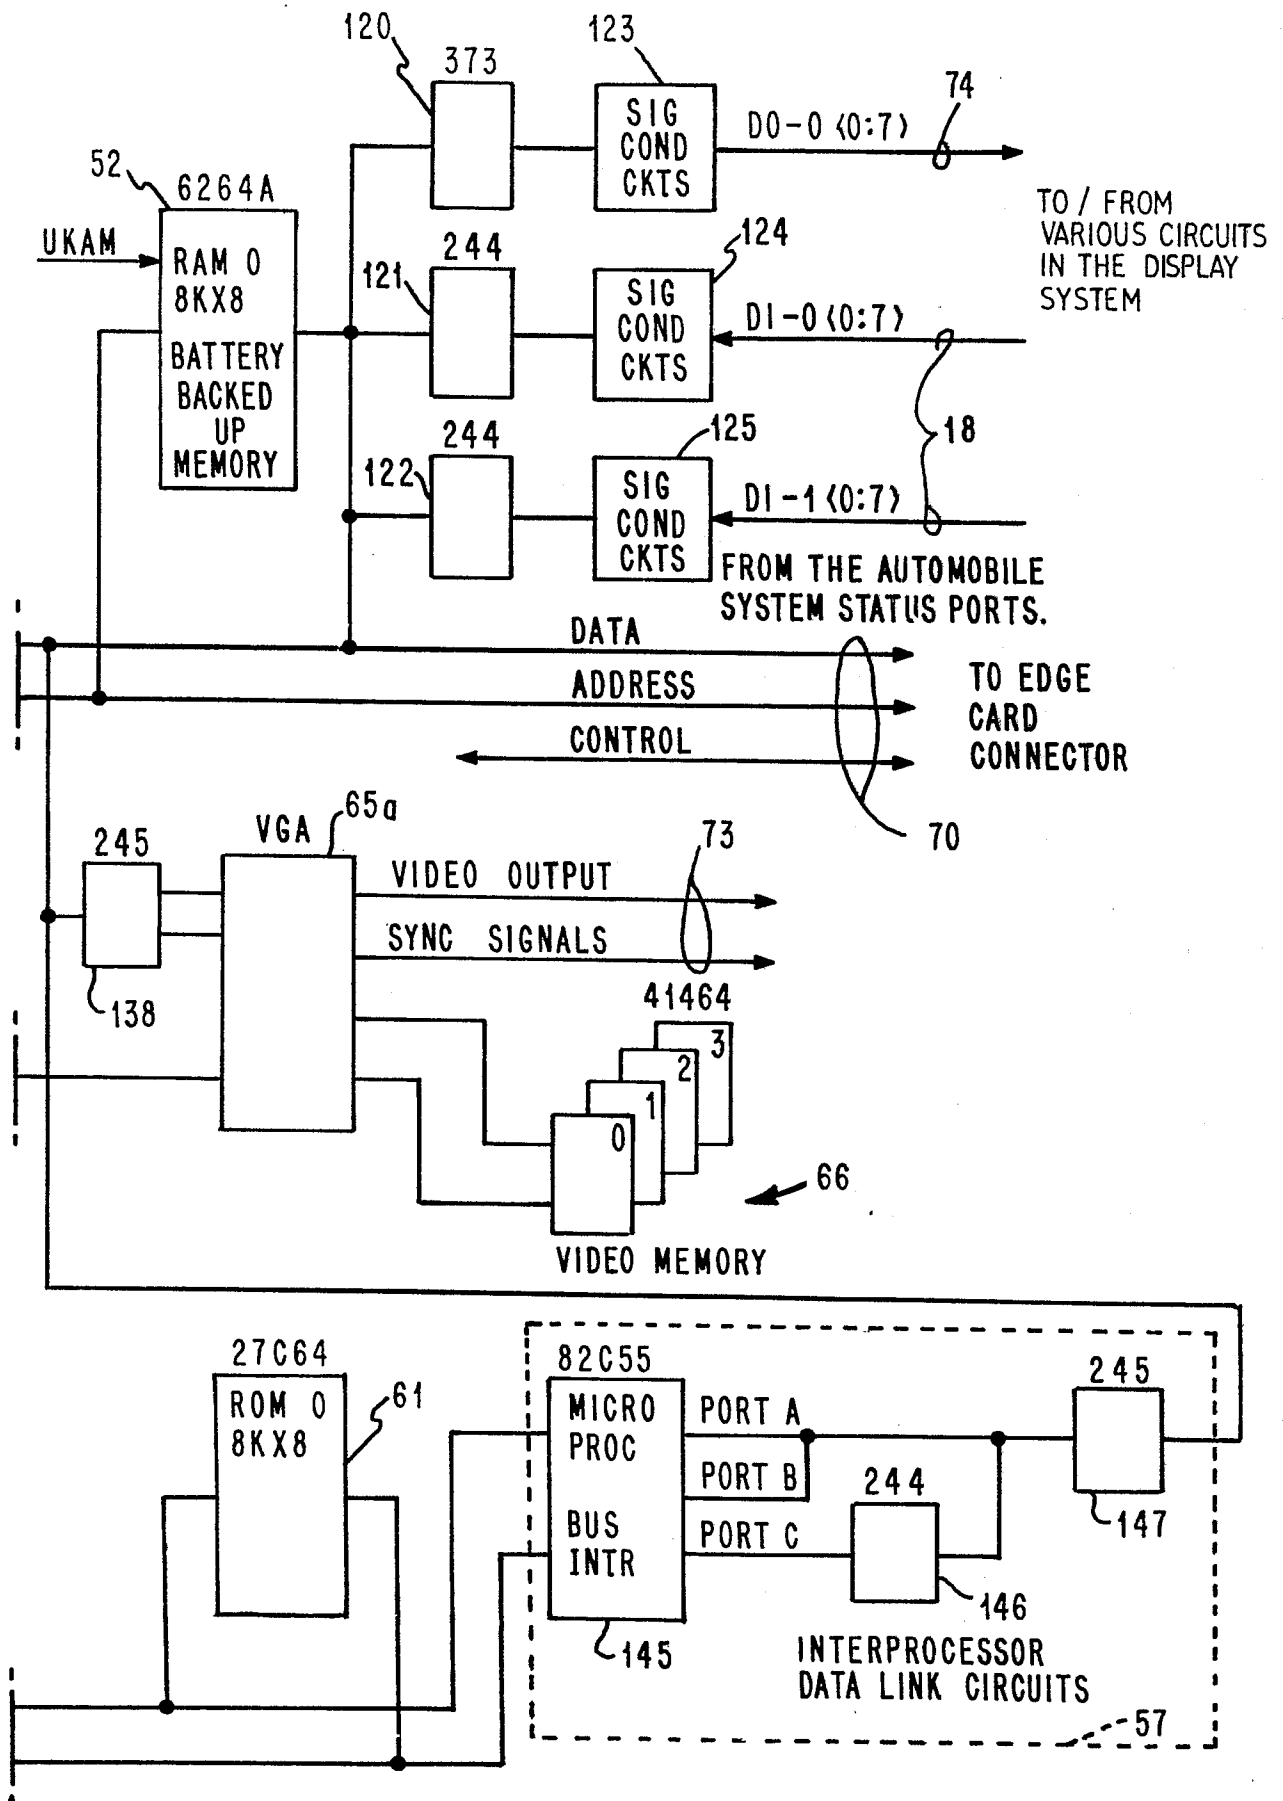 120
373
123
SIG
COND
CKTS
DO-0 <0:7>
74
52
6264A
UKAM
RAM 0
8KX8
BATTERY
BACKED
UP
MEMORY
TO / FROM
VARIOUS CIRCUITS
IN THE DISPLAY
SYSTEM
244
121
124
SIG
COND
CKTS
DI-0 <0:7>
18
244
122
125
SIG
COND
CKTS
DI-1 <0:7>
FROM THE AUTOMOBILE
SYSTEM STATUS PORTS.
DATA
ADDRESS
CONTROL
TO EDGE
CARD
CONNECTOR
70
245
138
VGA
65a
VIDEO OUTPUT
SYNC SIGNALS
73
41464
3
2
1
0
66
VIDEO MEMORY
27C64
ROM 0
8KX8
61
82C55
MICRO
PROC
BUS
INTR
145
PORT A
PORT B
PORT C
244
146
245
147
INTERPROCESSOR
DATA LINK CIRCUITS
57